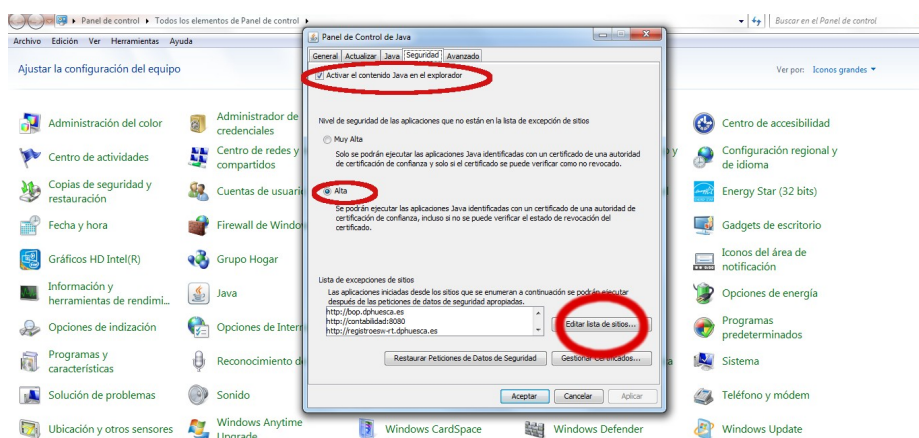 Panel de control ▸ Todos los elementos de Panel de control ▸
Buscar en el Panel de control
Archivo Edición Ver Herramientas Ayuda
Ajustar la configuración del equipo
Ver por: Iconos grandes
Panel de Control de Java
General Actualizar Java Seguridad Avanzado
Activar el contenido Java en el explorador
Nivel de seguridad de las aplicaciones que no están en la lista de excepción de sitios
Muy Alta
Solo se podrán ejecutar las aplicaciones Java identificadas con un certificado de una autoridad
de certificación de confianza y solo si el certificado se puede verificar como no revocado.
Alta
Se podrán ejecutar las aplicaciones Java identificadas con un certificado de una autoridad de
certificación de confianza, incluso si no se puede verificar el estado de revocación del
certificado.
Lista de excepciones de sitios
Las aplicaciones iniciadas desde los sitios que se enumeran a continuación se podrán ejecutar
después de las peticiones de datos de seguridad apropiadas.
http://bop.dphuesca.es
http://contabilidad:8080
http://registroesw-rt.dphuesca.es
Editar lista de sitios...
Restaurar Peticiones de Datos de Seguridad
Gestionar Certificados...
Aceptar Cancelar Aplicar
Administración del color
Administrador de
credenciales
Centro de accesibilidad
Centro de actividades
Centro de redes y
compartidos
y
Configuración regional y
de idioma
Copias de seguridad y
restauración
Cuentas de usuari
Energy Star (32 bits)
Fecha y hora
Firewall de Windo
Gadgets de escritorio
Gráficos HD Intel(R)
Grupo Hogar
Iconos del área de
notificación
Información y
herramientas de rendimi...
Java
Opciones de energía
Opciones de indización
Opciones de Intern
Programas
predeterminados
Programas y
características
Reconocimiento d
a
Sistema
Solución de problemas
Sonido
Teléfono y módem
Ubicación y otros sensores
Windows Anytime
Upgrade
Windows CardSpace
Windows Defender
Windows Update